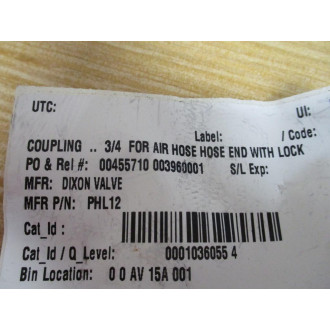 UTC: UI:
Label: / Code:
COUPLING .. 3/4 FOR AIR HOSE HOSE END WITH LOCK
PO & Rel #: 00455710 003960001 S/L Exp:
MFR: DIXON VALVE
MFR P/N: PHL12
Cat_Id :
Cat_Id / Q_Level: 0001036055 4
Bin Location: 0 0 AV 15A 001